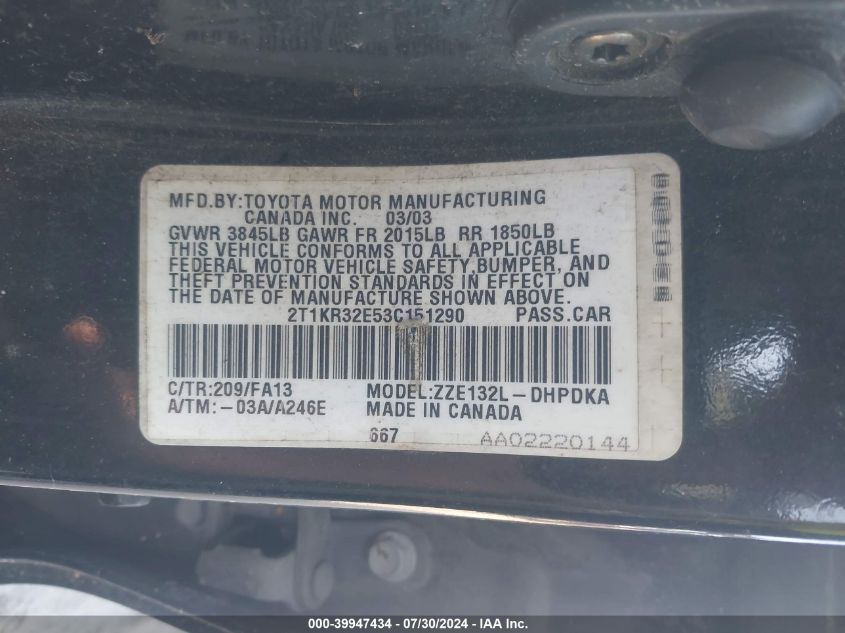 MFD.BY:TOYOTA MOTOR MANUFACTURING
CANADA INC. 03/03
GVWR 3845LB GAWR FR 2015LB RR 1850LB
THIS VEHICLE CONFORMS TO ALL APPLICABLE
FEDERAL MOTOR VEHICLE SAFETY,BUMPER, AND
THEFT PREVENTION STANDARDS IN EFFECT ON
THE DATE OF MANUFACTURE SHOWN ABOVE.
2T1KR32E53C151290 PASS.CAR
C/TR:209/FA13 MODEL:ZZE132L-DHPDKA
A/TM:-03A/A246E MADE IN CANADA
667 AA02220144
000-39947434 - 07/30/2024 - IAA Inc.